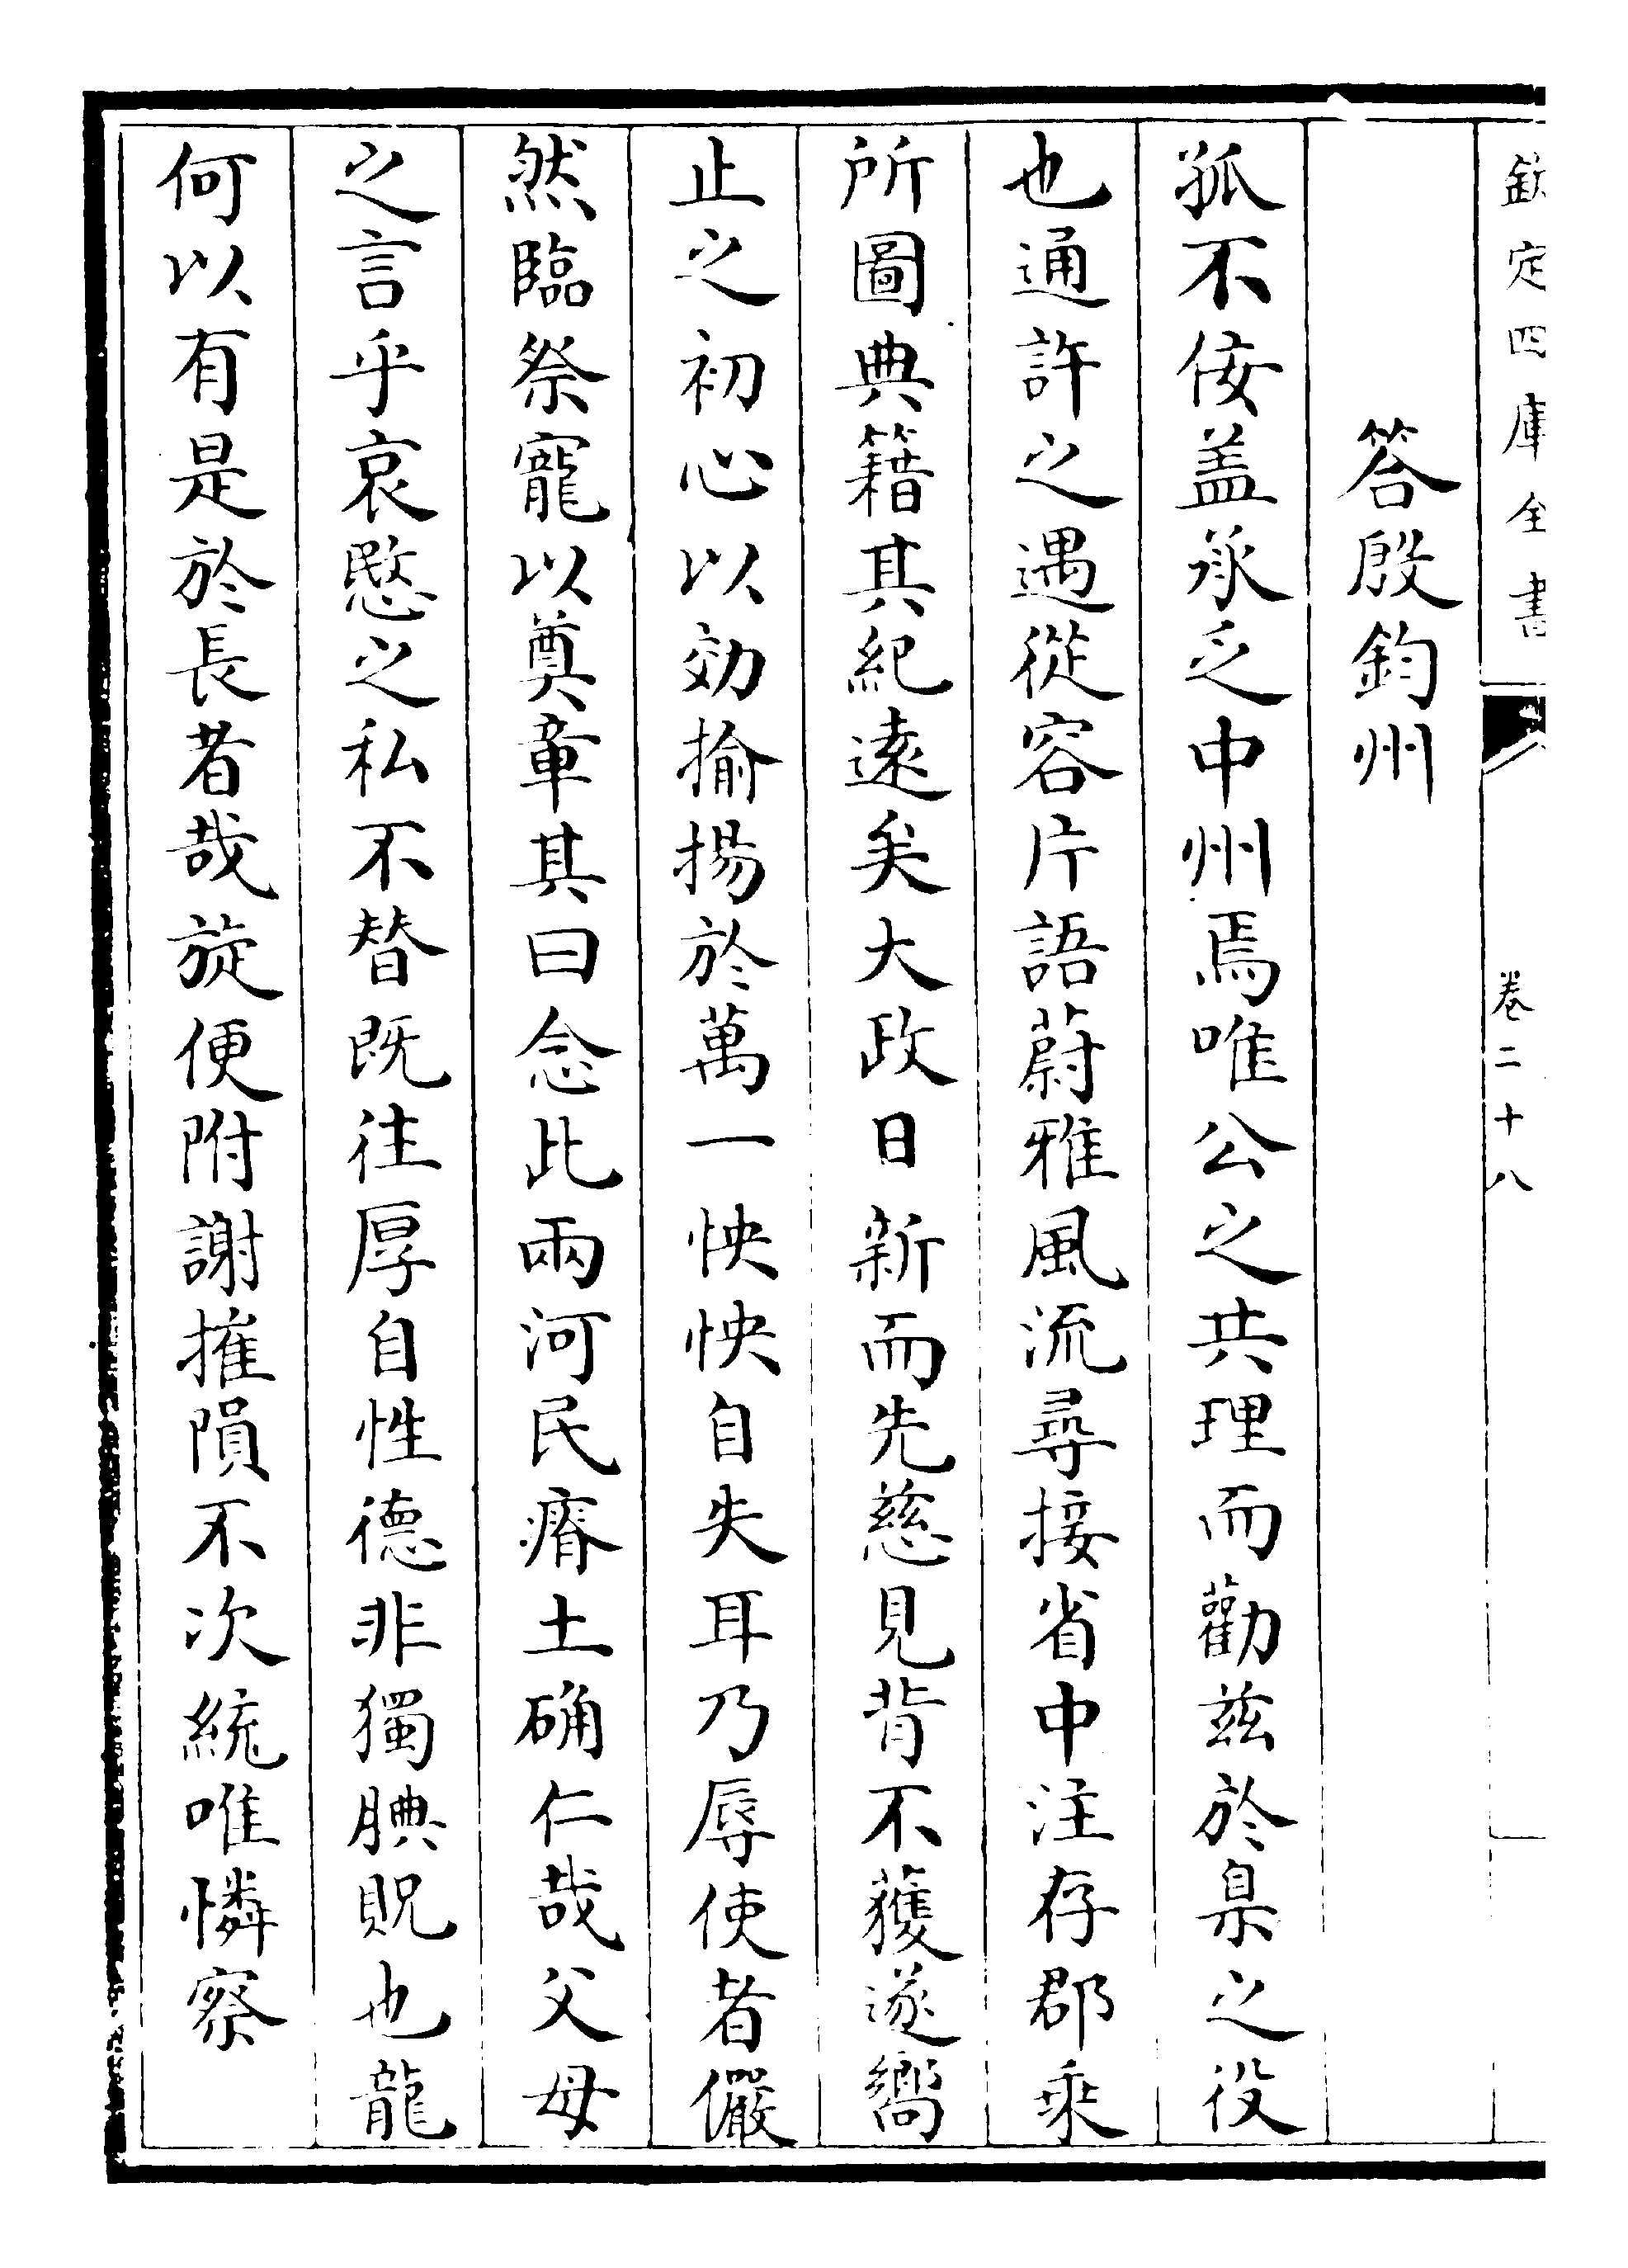 欽定四庫全書
卷二十八
答殷鈞州
孤不佞盖承乏中州焉唯公之共理而勸兹於臬之役
也通許之遇從容片語蔚雅風流尋接省中注存郡乘
所圖典籍其紀遠矣大政日新而先慈見背不獲遂嚮
止之初心以効揄揚於萬一怏怏自失耳乃辱使者儼
然臨祭寵以奠章其曰念此兩河民瘠土确仁哉父母
之言乎哀愍之私不替既往厚自性德非獨腆貺也龍
何以有是於長者哉旋便附謝摧隕不次統唯憐察